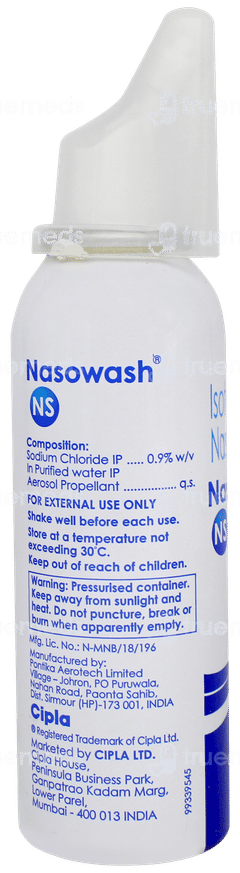 Nasowash®
NS
Composition:
Sodium Chloride IP ..... 0.9% w/v
In Purified water IP
Aerosol Propellant ................ q.s.
FOR EXTERNAL USE ONLY
Shake well before each use.
Store at a temperature not
exceeding 30°C.
Keep out of reach of children.
Warning: Pressurised container.
Keep away from sunlight and
heat. Do not puncture, break or
burn when apparently empty.
Mfg. Lic. No.: N-MNB/18/196
Manufactured by:
Pontika Aerotech Limited
Village - Johron, PO Puruwala,
Nahan Road, Paonta Sahib,
Dist. Sirmour (HP)-173 001, INDIA
Cipla
® Registered Trademark of Cipla Ltd.
Marketed by CIPLA LTD.
Cipla House,
Peninsula Business Park,
Ganpatrao Kadam Marg,
Lower Parel,
Mumbai - 400 013 INDIA
99339545
truemeds